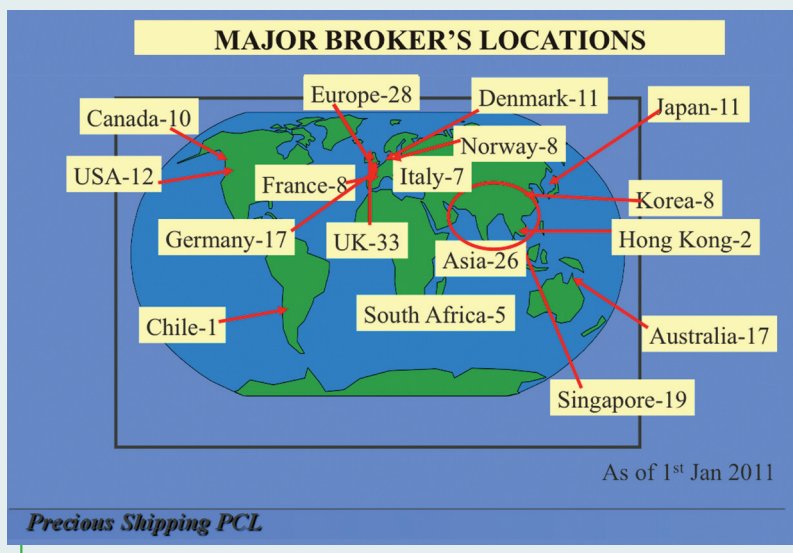 MAJOR BROKER'S LOCATIONS
Europe-28
Denmark-11
Japan-11
Canada-10
Norway-8
USA-12
France-8
Italy-7
Korea-8
Germany-17
UK-33
Hong Kong-2
Asia-26
South Africa-5
Chile-1
Australia-17
Singapore-19
As of 1st Jan 2011
Precious Shipping PCL